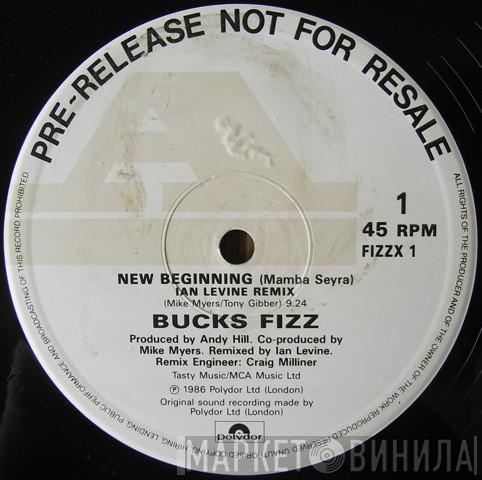 PRE-RELEASE NOT FOR RESALE
A
1
45 RPM
FIZZX 1
NEW BEGINNING (Mamba Seyra)
IAN LEVINE REMIX
(Mike Myers/Tony Gibber) 9.24
BUCKS FIZZ
Produced by Andy Hill. Co-produced by
Mike Myers. Remixed by Ian Levine.
Remix Engineer: Craig Milliner
Tasty Music/MCA Music Ltd
℗ 1986 Polydor Ltd (London)
Original sound recording made by
Polydor Ltd (London)
polydor
ALL RIGHTS OF THE PRODUCER AND OF THE OWNER OF THE WORK REPRODUCED RESERVED UNAUTHORISED COPYING, HIRING, LENDING, PUBLIC PERFORMANCE AND BROADCASTING OF THIS RECORD PROHIBITED
МАРКЕТ ВИНИЛА